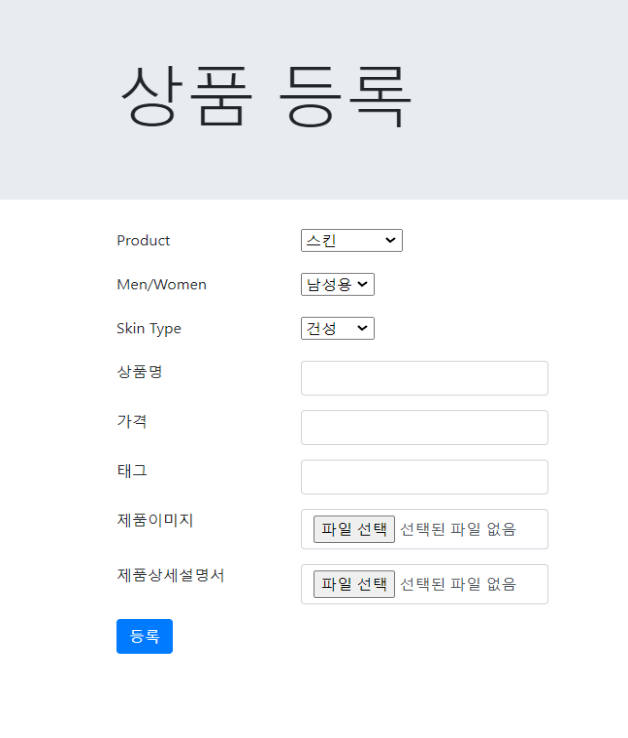 상품 등록
Product 스킨
Men/Women 남성용
Skin Type 건성
상품명
가격
태그
제품이미지 파일 선택 선택된 파일 없음
제품상세설명서 파일 선택 선택된 파일 없음
등록